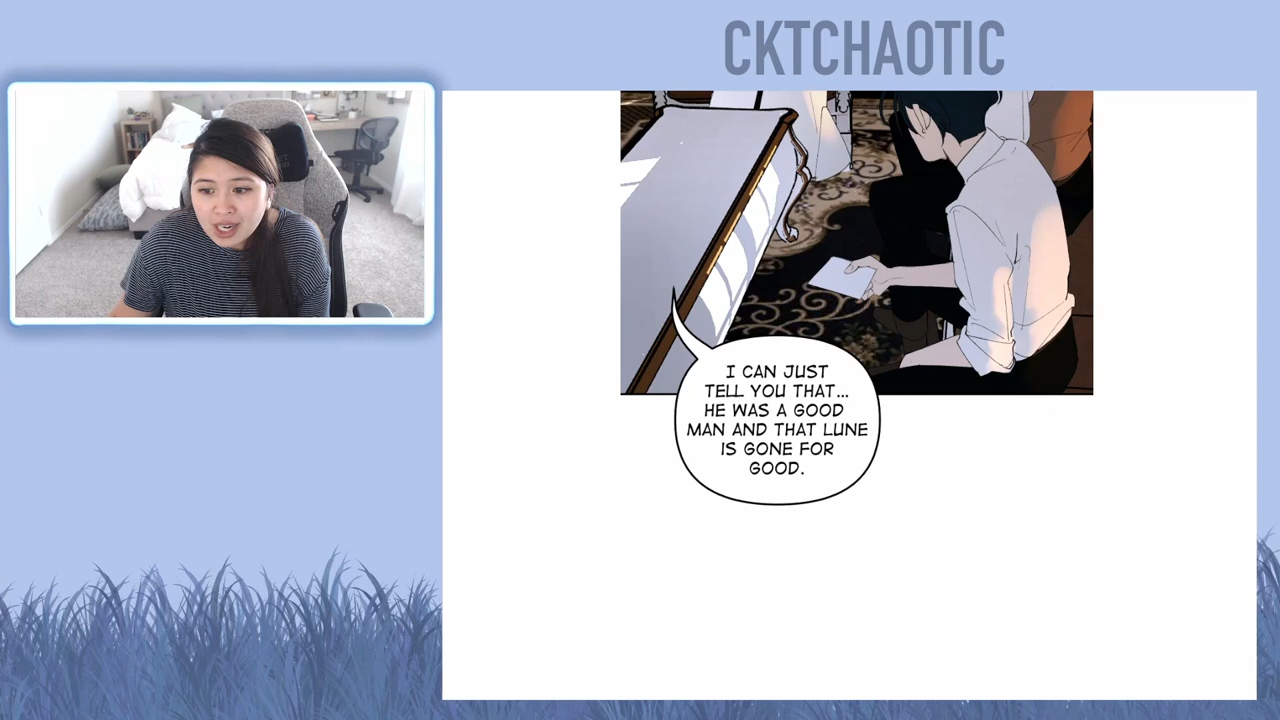 CKTCHAOTIC
I CAN JUST
TELL YOU THAT...
HE WAS A GOOD
MAN AND THAT LUNE
IS GONE FOR
GOOD.